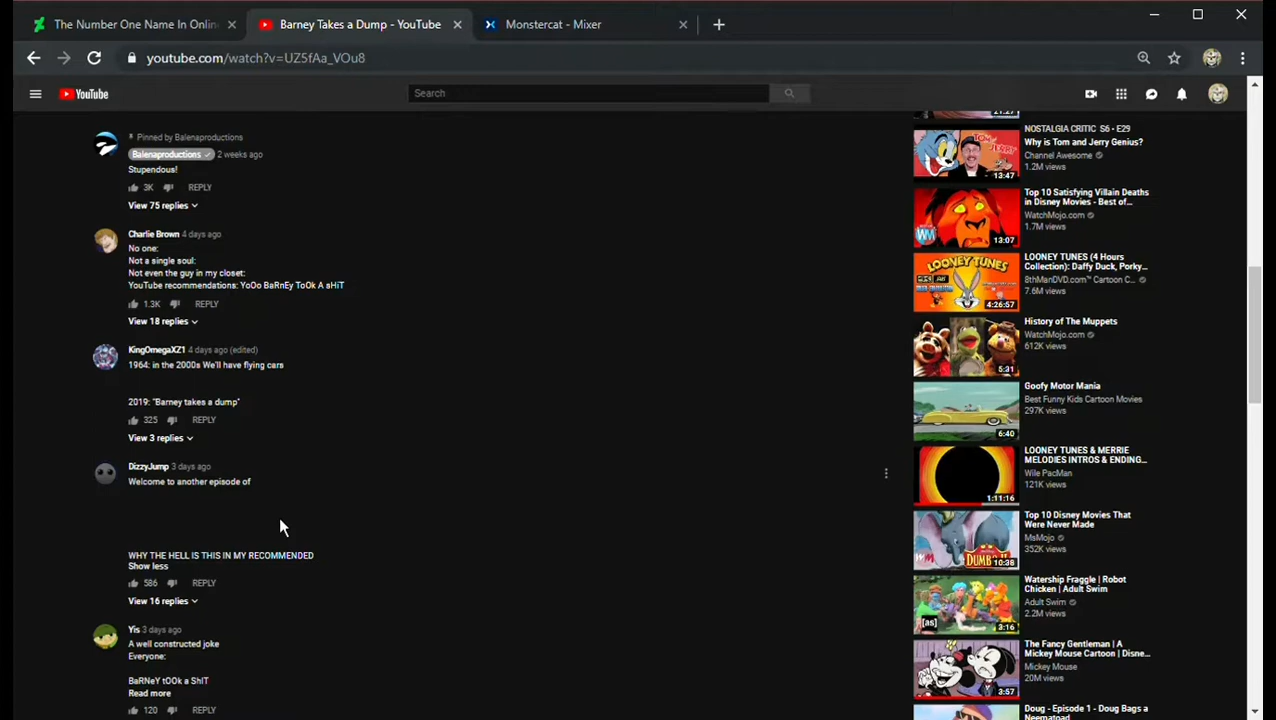 The Number One Name In Onlin
Barney Takes a Dump - YouTube
Monstercat - Mixer
youtube.com/watch?v=UZ5fAa_VOu8
YouTube
Search
Pinned by Balenaproductions
Balenaproductions 2 weeks ago
Stupendous!
3K REPLY
View 75 replies
Charlie Brown 4 days ago
No one:
Not a single soul:
Not even the guy in my closet:
YouTube recommendations: YoOo BaRnEy ToOk A sHiT
1.3K REPLY
View 18 replies
KingOmegaXZ1 4 days ago (edited)
1964: in the 2000s We'll have flying cars
2019: "Barney takes a dump"
325 REPLY
View 3 replies
DizzyJump 3 days ago
Welcome to another episode of
WHY THE HELL IS THIS IN MY RECOMMENDED
Show less
586 REPLY
View 16 replies
Yis 3 days ago
A well constructed joke
Everyone:
BaRNeY tOOk a ShIT
Read more
120 REPLY
21:27
TOM
JERRY
13:47
NOSTALGIA CRITIC S6 • E29
Why is Tom and Jerry Genius?
Channel Awesome
1.2M views
WM
13:07
Top 10 Satisfying Villain Deaths
in Disney Movies - Best of...
WatchMojo.com
1.7M views
LOONEY TUNES
4:26:57
LOONEY TUNES (4 Hours
Collection): Daffy Duck, Porky...
8thManDVD.com™ Cartoon C...
7.6M views
5:31
History of The Muppets
WatchMojo.com
612K views
6:40
Goofy Motor Mania
Best Funny Kids Cartoon Movies
297K views
1:11:16
LOONEY TUNES & MERRIE
MELODIES INTROS & ENDING...
Wile PacMan
121K views
DUMBO II
10:38
Top 10 Disney Movies That
Were Never Made
MsMojo
352K views
[as]
3:16
Watership Fraggle | Robot
Chicken | Adult Swim
Adult Swim
2.2M views
3:57
The Fancy Gentleman | A
Mickey Mouse Cartoon | Disne...
Mickey Mouse
20M views
Doug - Episode 1 - Doug Bags a
Neematoad